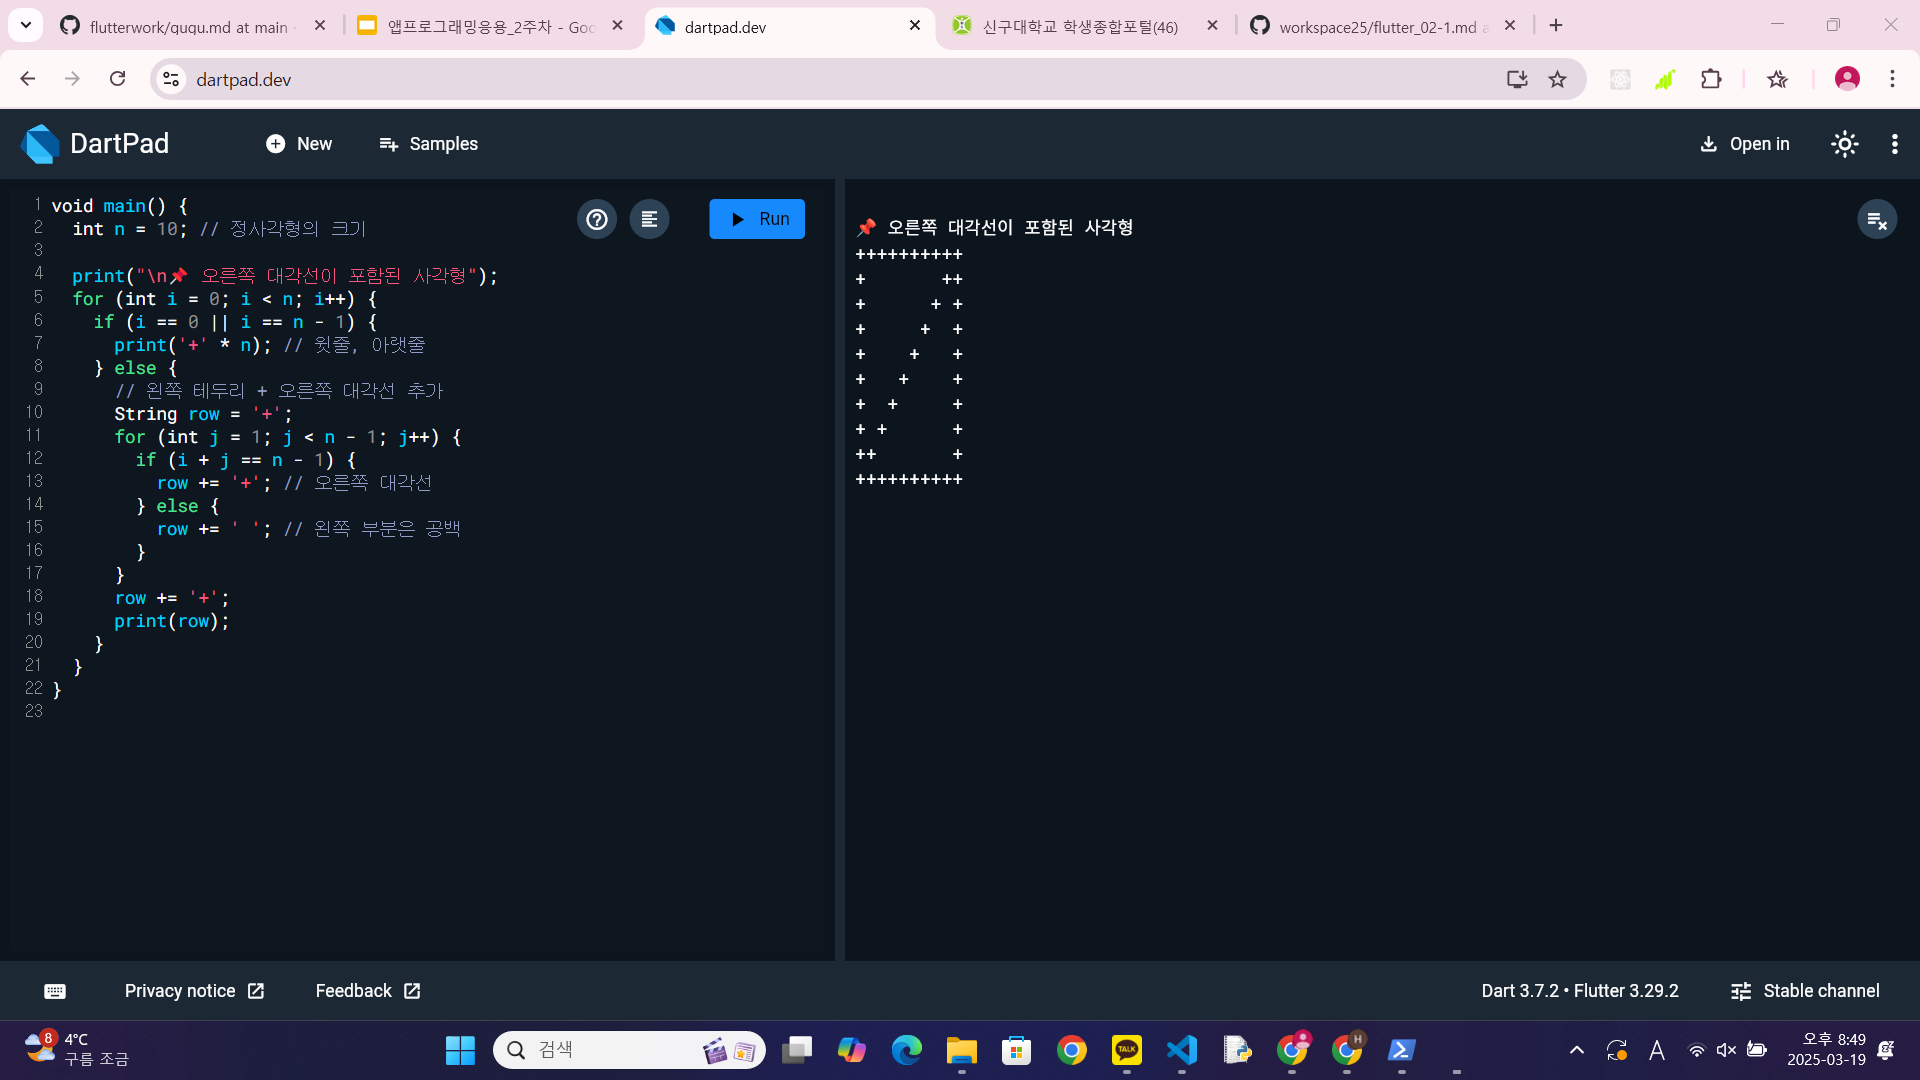 flutterwork/gugu.md at main
앱프로그래밍응용_2주차 - Goo
dartpad.dev
신구대학교 학생종합포털(46)
workspace25/flutter_02-1.md a
dartpad.dev
DartPad
New
Samples
Open in
1 void main() {
2   int n = 10; // 정사각형의 크기
3
4   print("\n📌 오른쪽 대각선이 포함된 사각형");
5   for (int i = 0; i < n; i++) {
6     if (i == 0 || i == n - 1) {
7       print('+' * n); // 윗줄, 아랫줄
8     } else {
9       // 왼쪽 테두리 + 오른쪽 대각선 추가
10       String row = '+';
11       for (int j = 1; j < n - 1; j++) {
12         if (i + j == n - 1) {
13           row += '+'; // 오른쪽 대각선
14         } else {
15           row += ' '; // 왼쪽 부분은 공백
16         }
17       }
18       row += '+';
19       print(row);
20     }
21   }
22 }
23
Run
📌 오른쪽 대각선이 포함된 사각형
++++++++++
+       ++
+      + +
+     +  +
+    +   +
+   +    +
+  +     +
+ +      +
++       +
++++++++++
Privacy notice
Feedback
Dart 3.7.2 • Flutter 3.29.2
Stable channel
8
4°C
구름 조금
검색
TALK
H
A
오후 8:49
2025-03-19